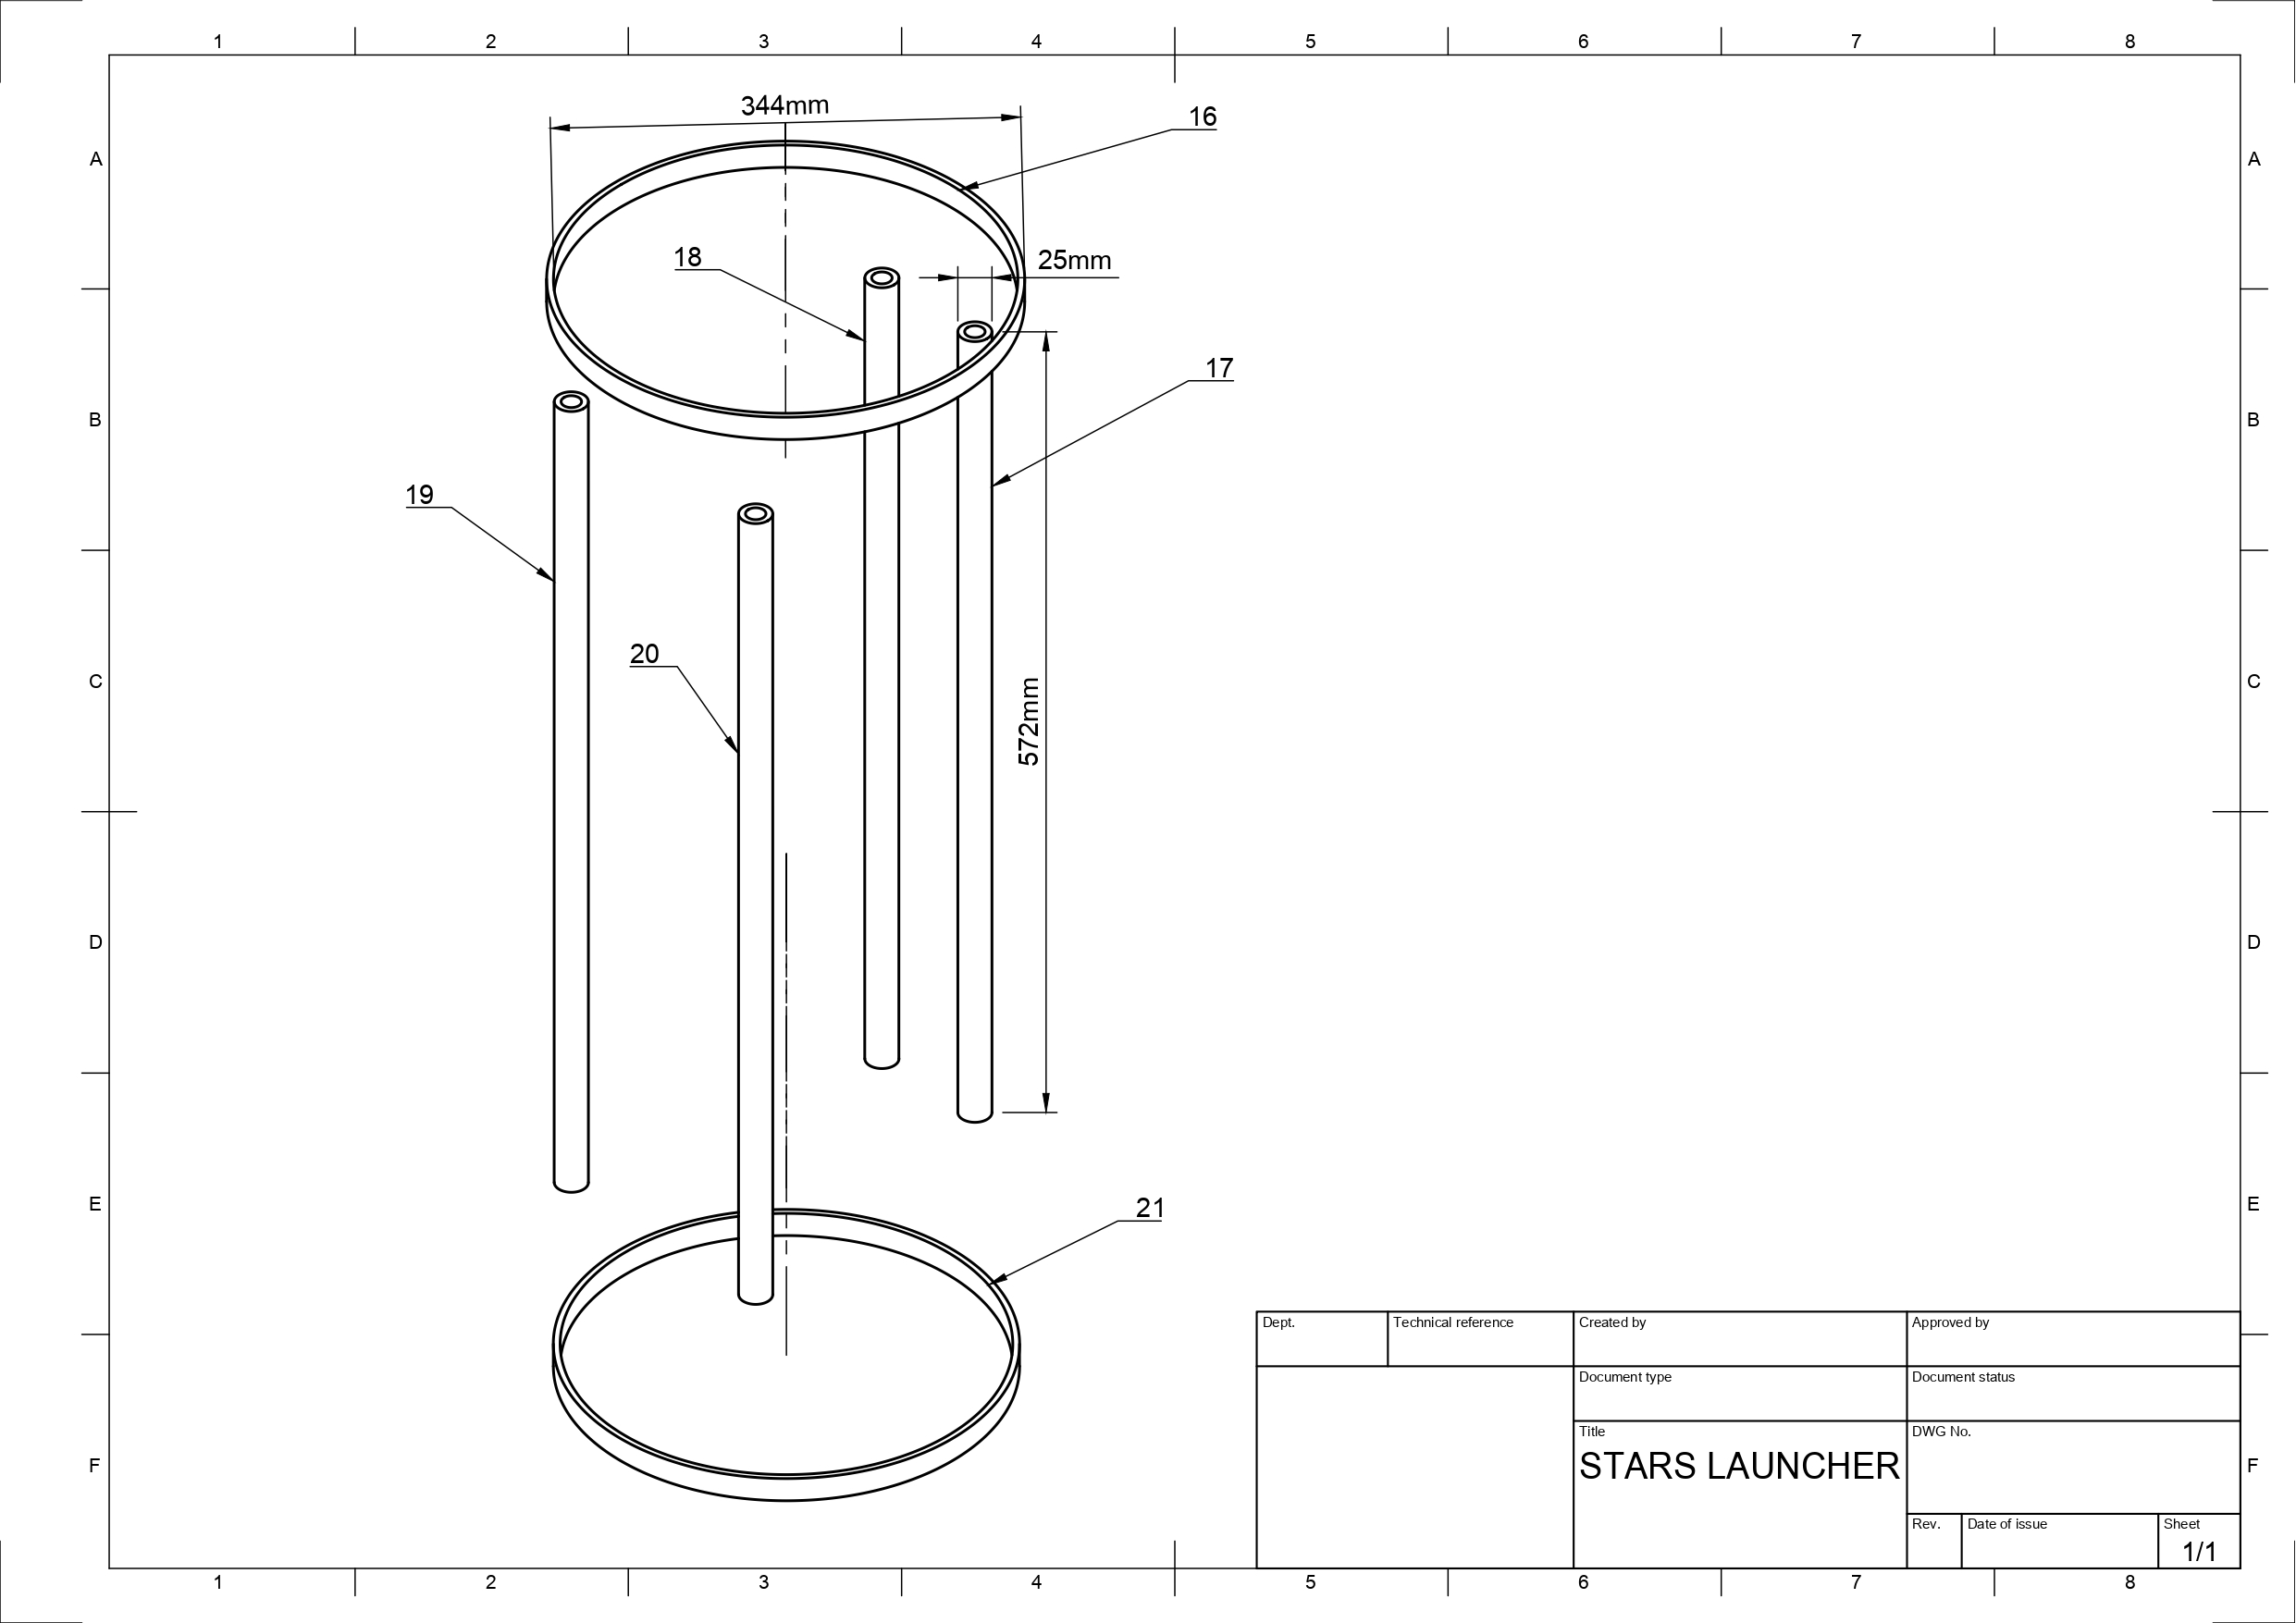 1 2 3 4 5 6 7 8
344mm
16
A A
18
25mm
17
B B
19
20
C C
572mm
D D
21
E E
Dept. Technical reference Created by Approved by
Document type Document status
Title DWG No.
STARS LAUNCHER
F F
Rev. Date of issue Sheet
1/1
1 2 3 4 5 6 7 8